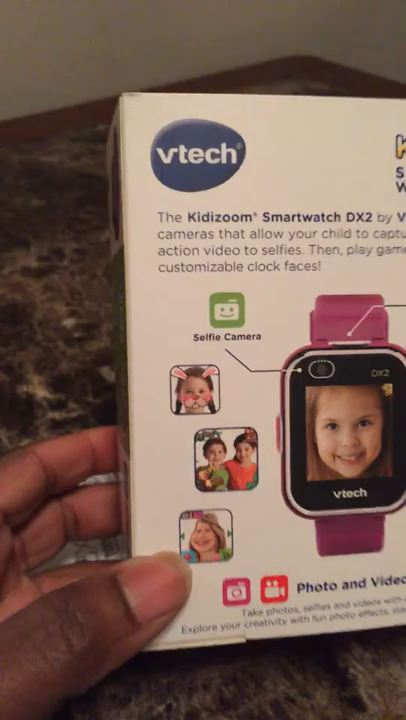 vtech
The Kidizoom® Smartwatch DX2 by
cameras that allow your child to
action video to selfies. Then, play
customizable clock faces!
Selfie Camera
DX2
vtech
Photo and
Take photos, selfies and videos with
Explore your creativity with fun photo effects,